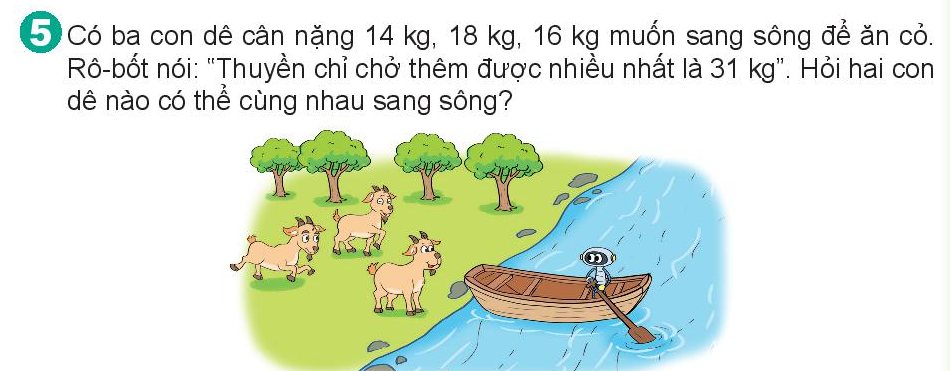 5 Có ba con dê cân nặng 14 kg, 18 kg, 16 kg muốn sang sông để ăn cỏ.
Rô-bốt nói: “Thuyền chỉ chở thêm được nhiều nhất là 31 kg”. Hỏi hai con
dê nào có thể cùng nhau sang sông?